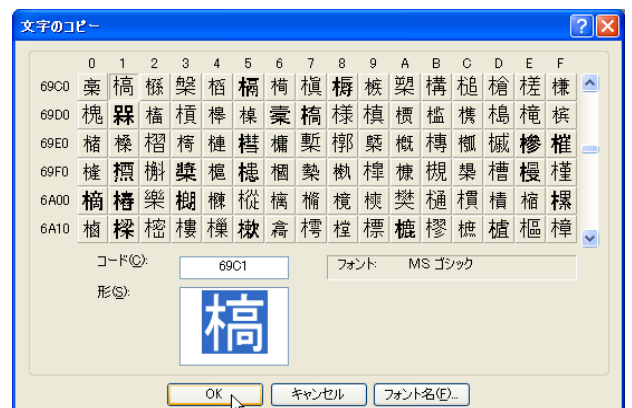 文字のコピー
0 1 2 3 4 5 6 7 8 9 A B C D E F
69C0 槀 槁 槂 槃 槄 槅 槆 槇 槈 槉 槊 構 槌 槍 槎 槏
69D0 槐 槑 槒 槓 槔 槕 槖 槗 様 槙 槚 槛 槜 槝 槞 槟
69E0 槠 槡 槢 槣 槤 槥 槦 槧 槨 槩 槪 槫 槬 槭 槮 槯
69F0 槰 槱 槲 槳 槴 槵 槶 槷 槸 槹 槺 槻 槼 槽 槾 槿
6A00 樀 樁 樂 樃 樄 樅 樆 樇 樈 樉 樊 樋 樌 樍 樎 樏
6A10 樐 樑 樒 樓 樔 樕 樖 樗 樘 標 樚 樛 樜 樝 樞 樟
コード(C): 69C1 フォント: MS ゴシック
形(S): 槁
OK キャンセル フォント名(F)...